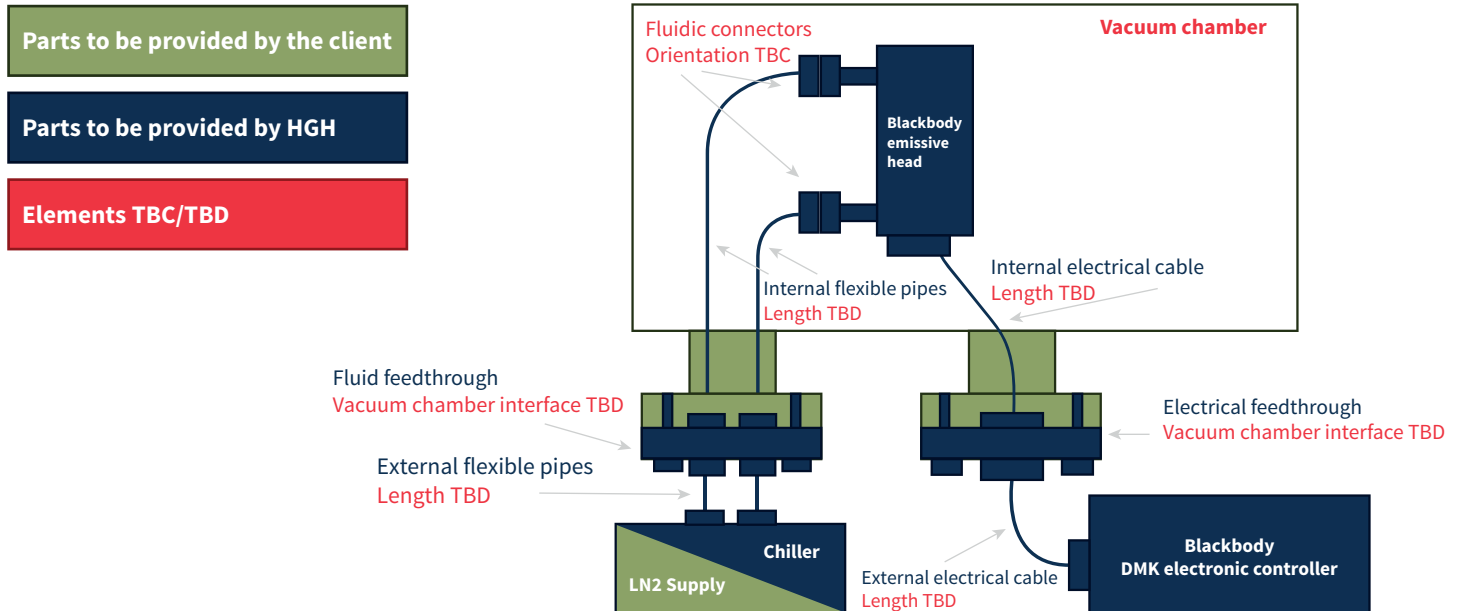 Parts to be provided by the client
Parts to be provided by HGH
Elements TBC/TBD
Vacuum chamber
Fluidic connectors
Orientation TBC
Blackbody
emissive
head
Internal flexible pipes
Length TBD
Internal electrical cable
Length TBD
Fluid feedthrough
Vacuum chamber interface TBD
Electrical feedthrough
Vacuum chamber interface TBD
External flexible pipes
Length TBD
Chiller
LN2 Supply
External electrical cable
Length TBD
Blackbody
DMK electronic controller